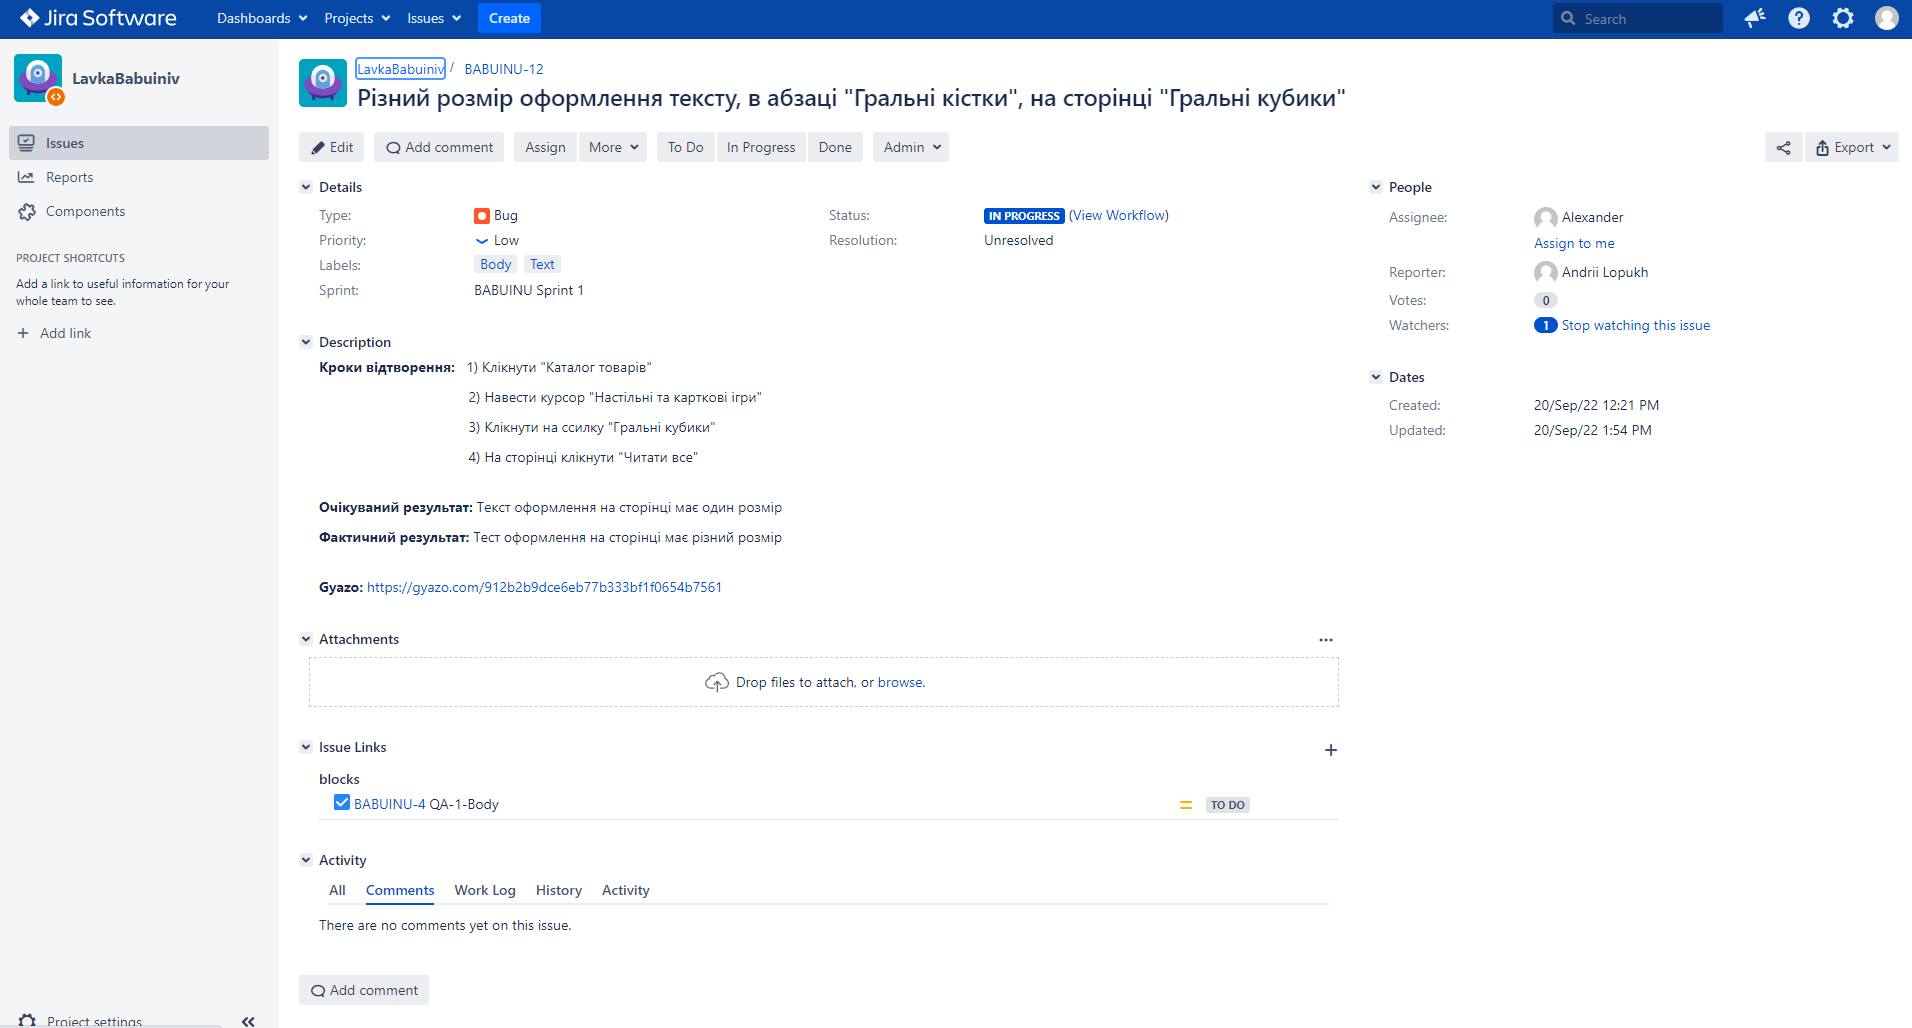 Jira Software Dashboards Projects Issues Create Search
LavkaBabuiniv
Issues
Reports
Components
PROJECT SHORTCUTS
Add a link to useful information for your
whole team to see.
+ Add link
Project settings
LavkaBabuiniv / BABUINU-12
Різний розмір оформлення тексту, в абзаці "Гральні кістки", на сторінці "Гральні кубики"
Edit Add comment Assign More To Do In Progress Done Admin Export
Details
Type: Bug Status: IN PROGRESS (View Workflow)
Priority: Low Resolution: Unresolved
Labels: Body Text
Sprint: BABUINU Sprint 1
Description
Кроки відтворення: 1) Клікнути "Каталог товарів"
2) Навести курсор "Настільні та карткові ігри"
3) Клікнути на ссилку "Гральні кубики"
4) На сторінці клікнути "Читати все"
Очікуваний результат: Текст оформлення на сторінці має один розмір
Фактичний результат: Тест оформлення на сторінці має різний розмір
Gyazo: https://gyazo.com/912b2b9dce6eb77b333bf1f0654b7561
Attachments
Drop files to attach, or browse.
Issue Links
blocks
BABUINU-4 QA-1-Body TO DO
Activity
All Comments Work Log History Activity
There are no comments yet on this issue.
Add comment
People
Assignee: Alexander
Assign to me
Reporter: Andrii Lopukh
Votes: 0
Watchers: 1 Stop watching this issue
Dates
Created: 20/Sep/22 12:21 PM
Updated: 20/Sep/22 1:54 PM